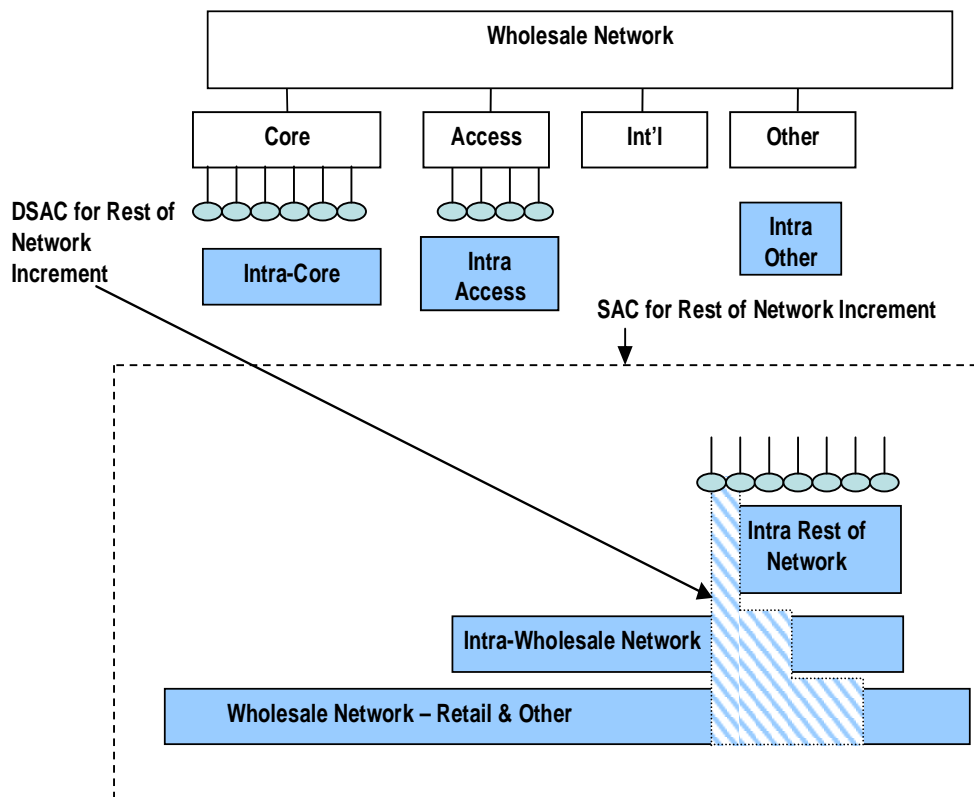 Wholesale Network
Core
Access
Int'l
Other
DSAC for Rest of
Network
Increment
Intra-Core
Intra
Access
Intra
Other
SAC for Rest of Network Increment
Intra Rest of
Network
Intra-Wholesale Network
Wholesale Network – Retail & Other